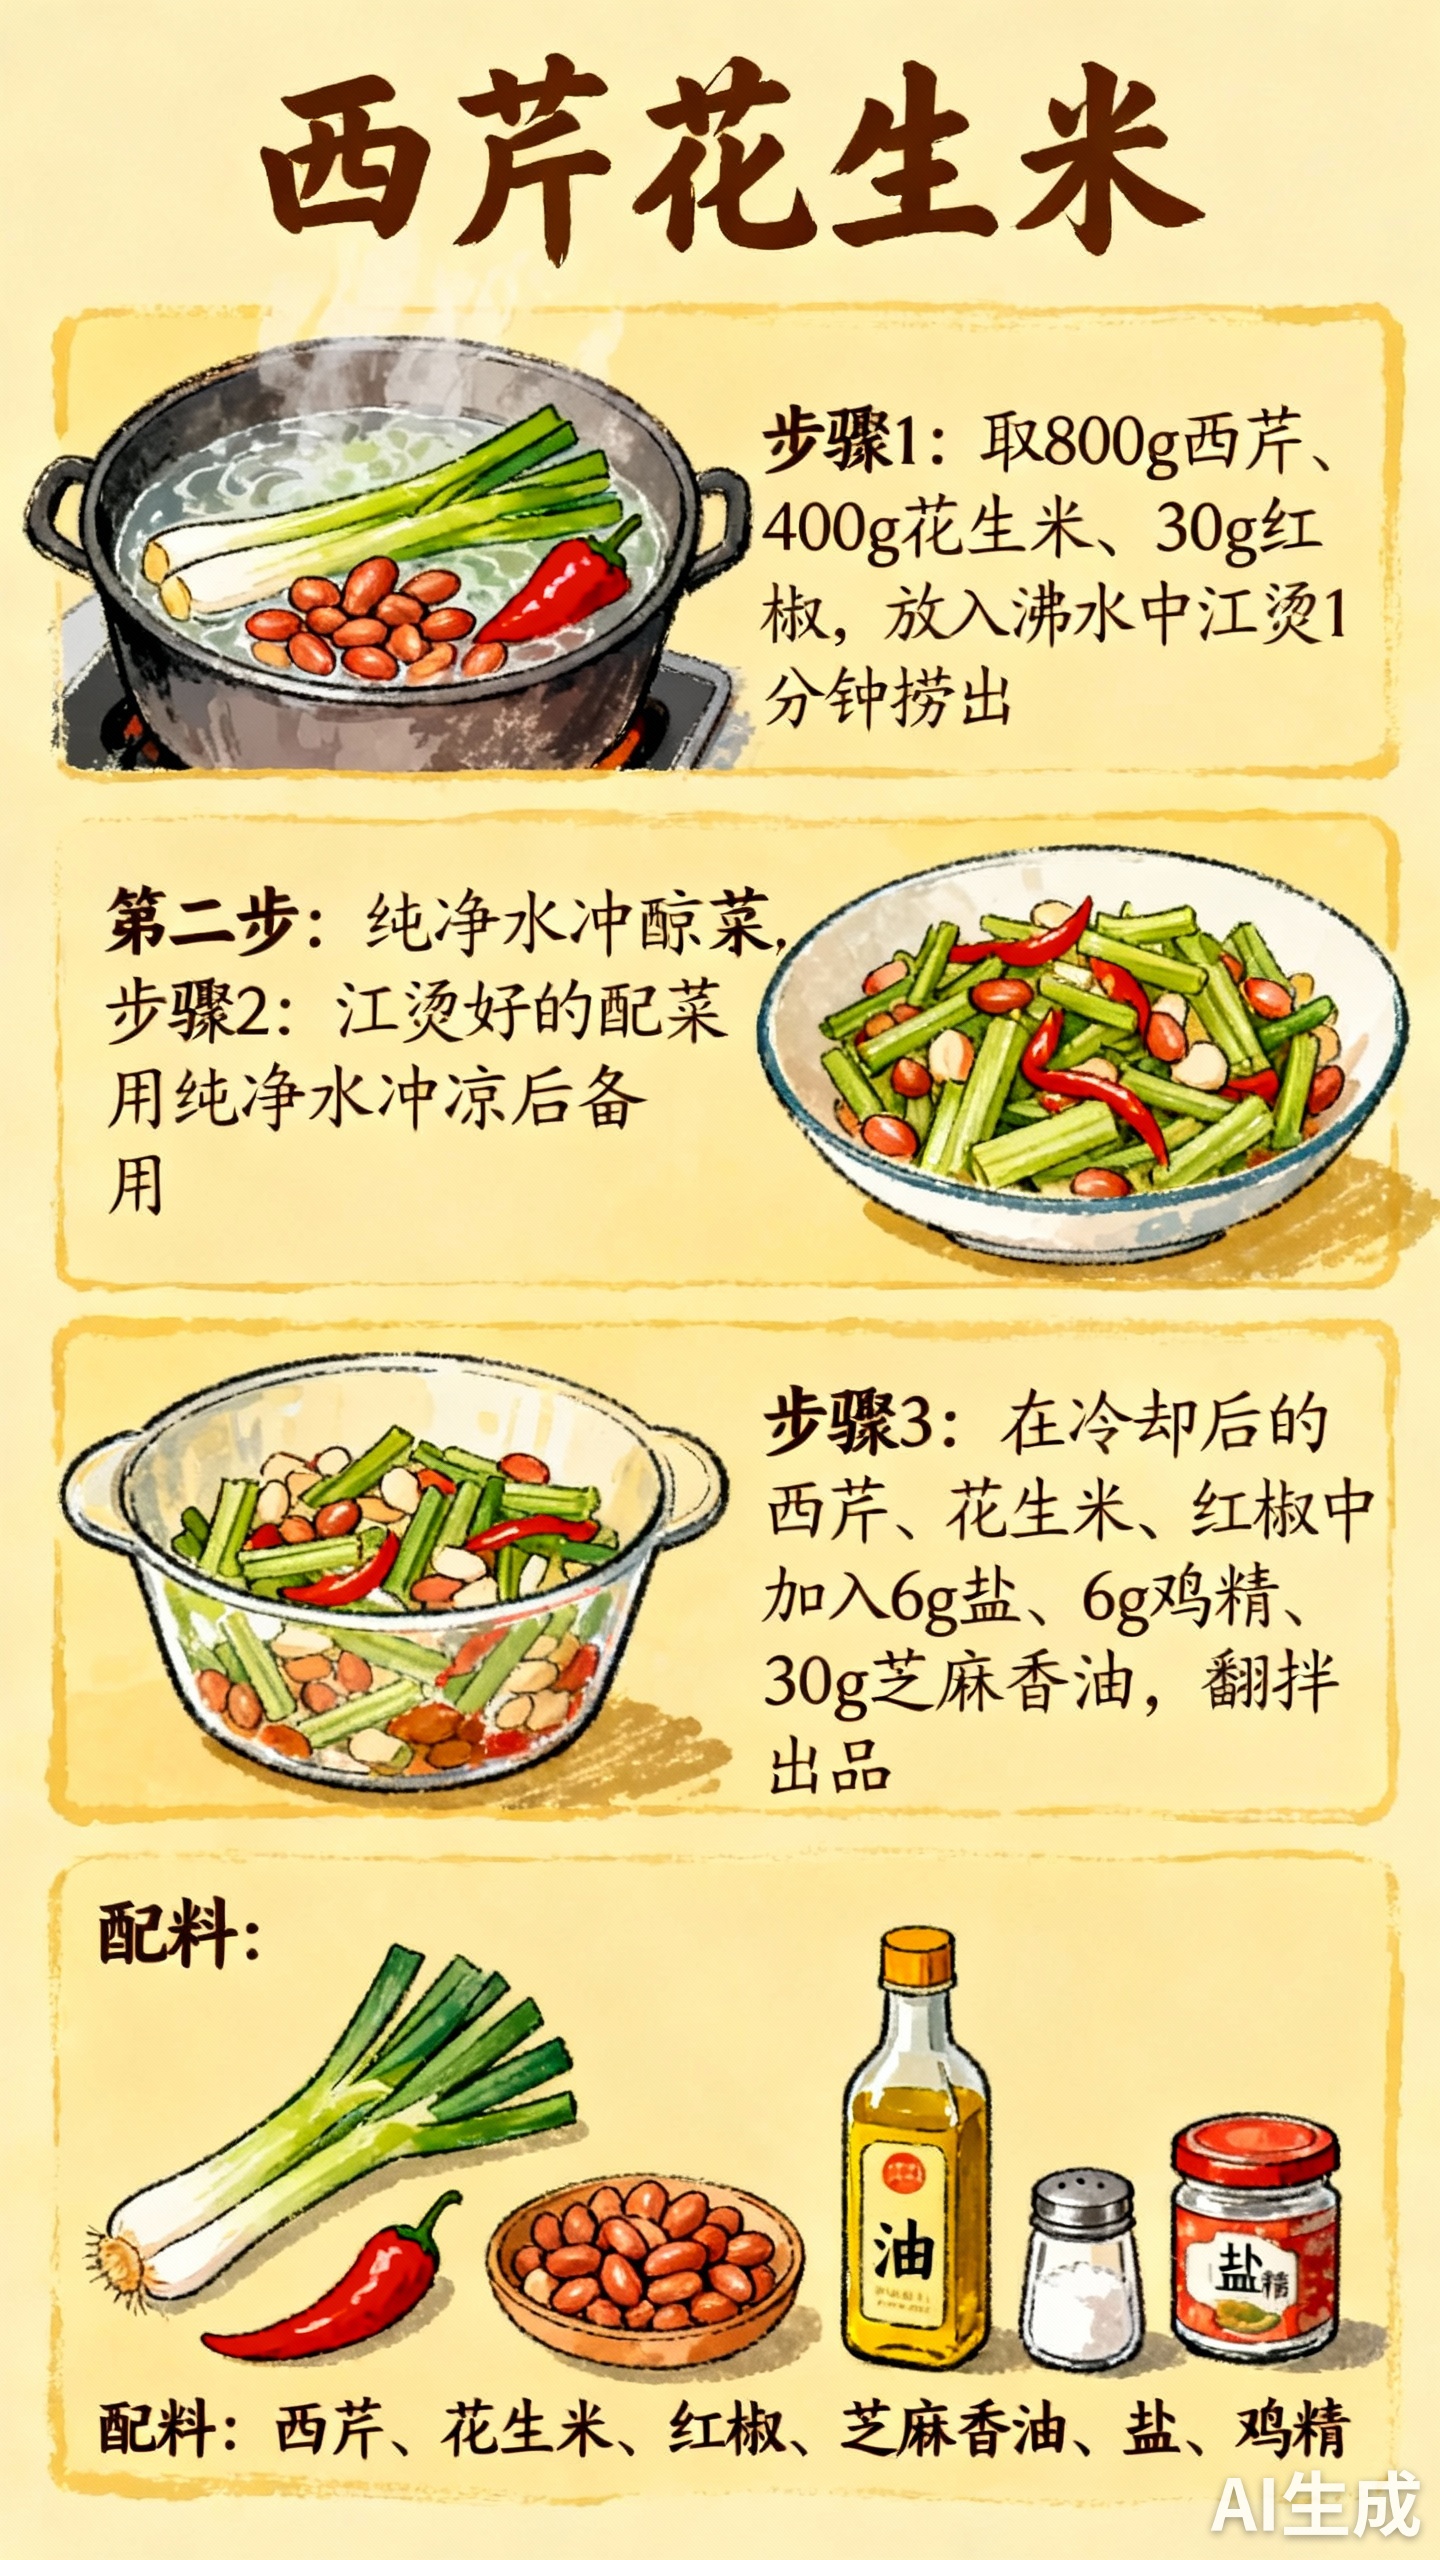 西芹花生米
步骤1：取800g西芹、
400g花生米、30g红
椒，放入沸水中江烫1
分钟捞出
第二步：纯净水冲醇菜，
步骤2：江烫好的配菜
用纯净水冲凉后备
用
步骤3：在冷却后的
西芹、花生米、红椒中
加入6g盐、6g鸡精、
30g芝麻香油，翻拌
出品
配料：
油
盐精
配料：西芹、花生米、红椒、芝麻香油、盐、鸡精
AI生成